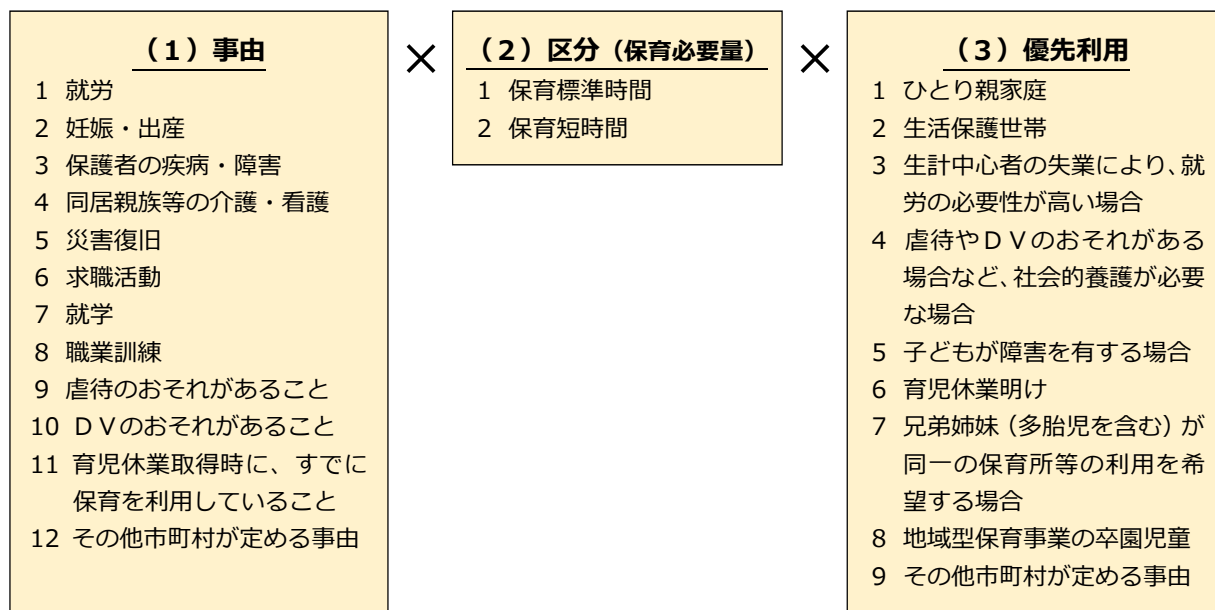 (1)事由
1 就労
2 妊娠・出産
3 保護者の疾病・障害
4 同居親族等の介護・看護
5 災害復旧
6 求職活動
7 就学
8 職業訓練
9 虐待のおそれがあること
10 DVのおそれがあること
11 育児休業取得時に、すでに
保育を利用していること
12 その他市町村が定める事由
×
(2)区分(保育必要量)
1 保育標準時間
2 保育短時間
×
(3)優先利用
1 ひとり親家庭
2 生活保護世帯
3 生計中心者の失業により、就
労の必要性が高い場合
4 虐待やDVのおそれがある
場合など、社会的養護が必要
な場合
5 子どもが障害を有する場合
6 育児休業明け
7 兄弟姉妹(多胎児を含む)が
同一の保育所等の利用を希
望する場合
8 地域型保育事業の卒園児童
9 その他市町村が定める事由